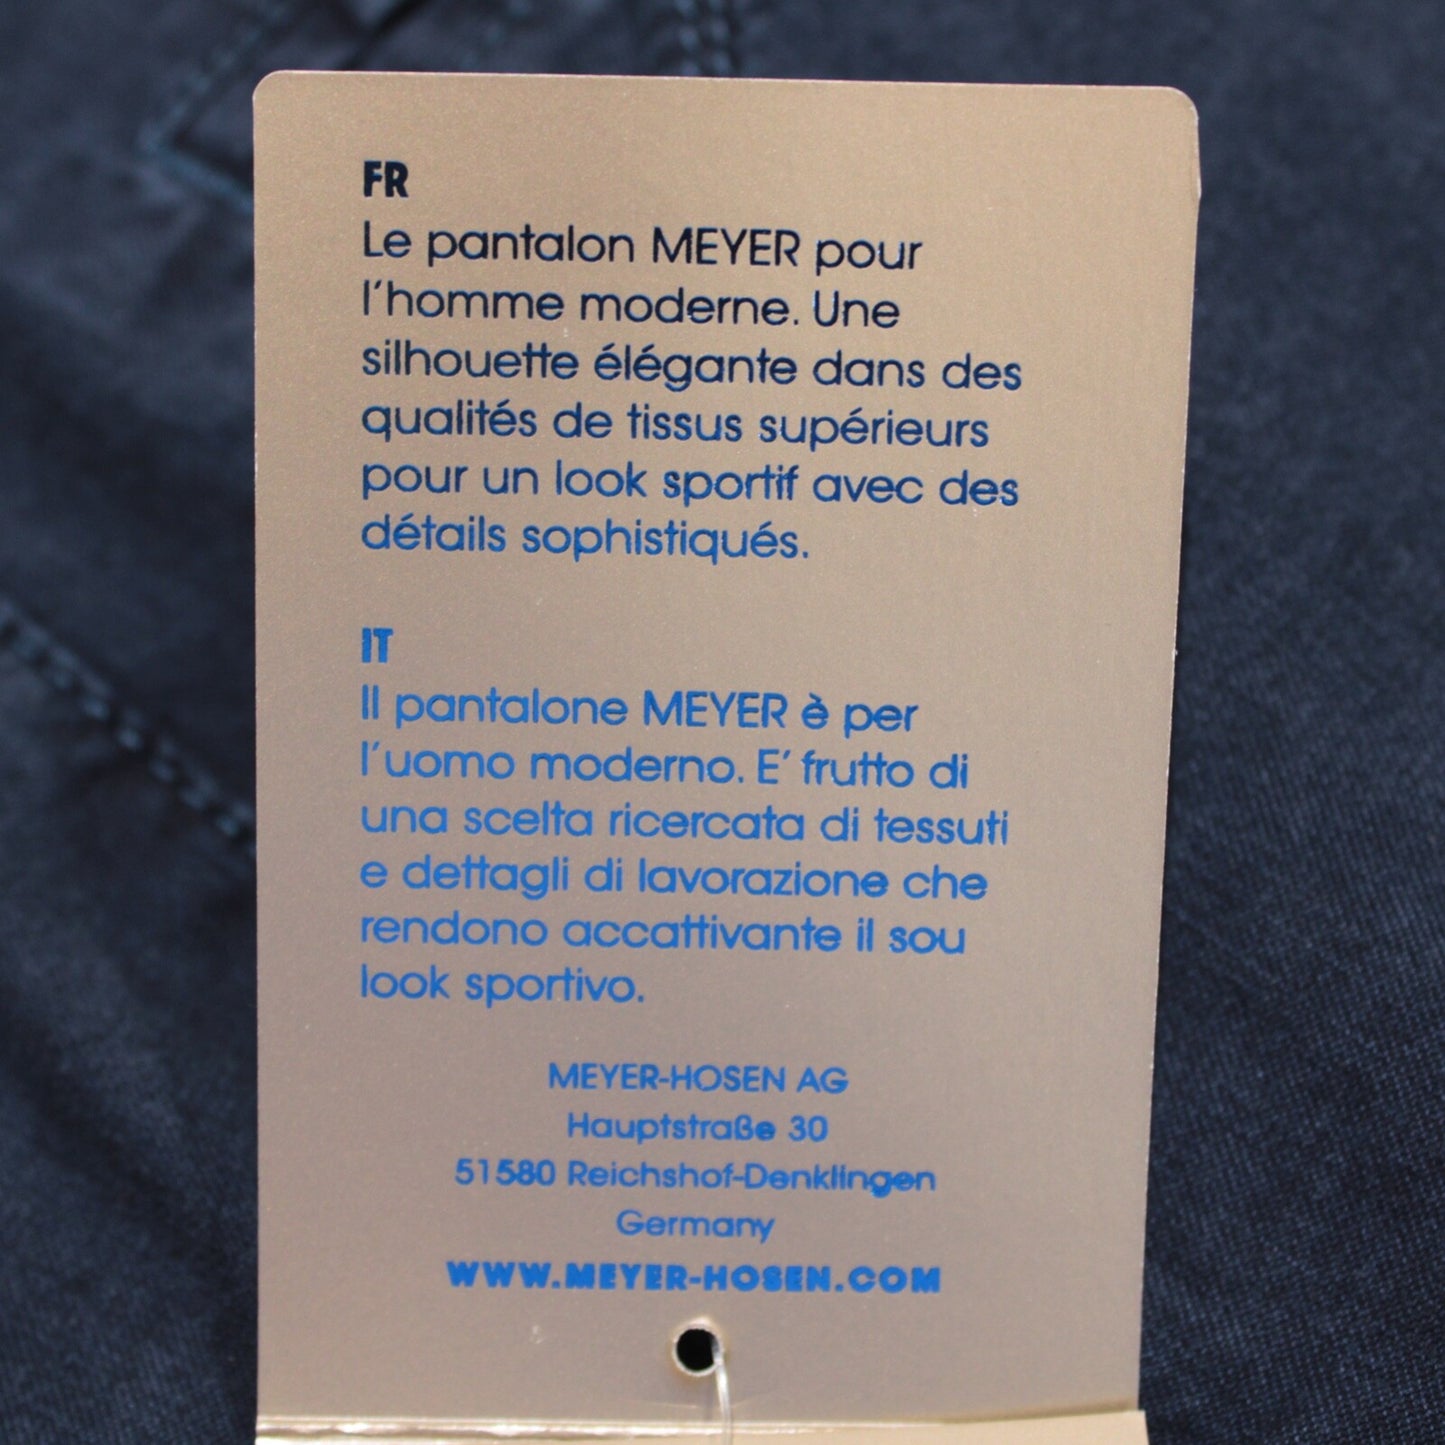 FR
Le pantalon MEYER pour
l'homme moderne. Une
silhouette élégante dans des
qualités de tissus supérieurs
pour un look sportif avec des
détails sophistiqués.
IT
Il pantalone MEYER è per
l'uomo moderno. E' frutto di
una scelta ricercata di tessuti
e dettagli di lavorazione che
rendono accattivante il sou
look sportivo.
MEYER-HOSEN AG
Hauptstraße 30
51580 Reichshof-Denklingen
Germany
WWW.MEYER-HOSEN.COM